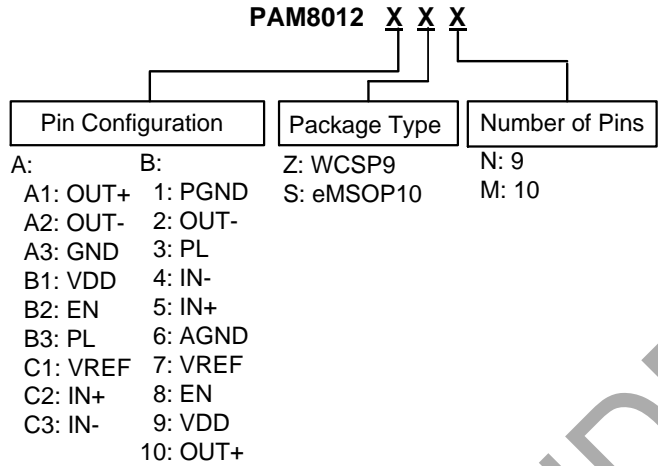 PAM8012 X X X
Pin Configuration
Package Type
Number of Pins
A:
A1: OUT+
A2: OUT-
A3: GND
B1: VDD
B2: EN
B3: PL
C1: VREF
C2: IN+
C3: IN-
B:
1: PGND
2: OUT-
3: PL
4: IN-
5: IN+
6: AGND
7: VREF
8: EN
9: VDD
10: OUT+
Z: WCSP9
S: eMSOP10
N: 9
M: 10